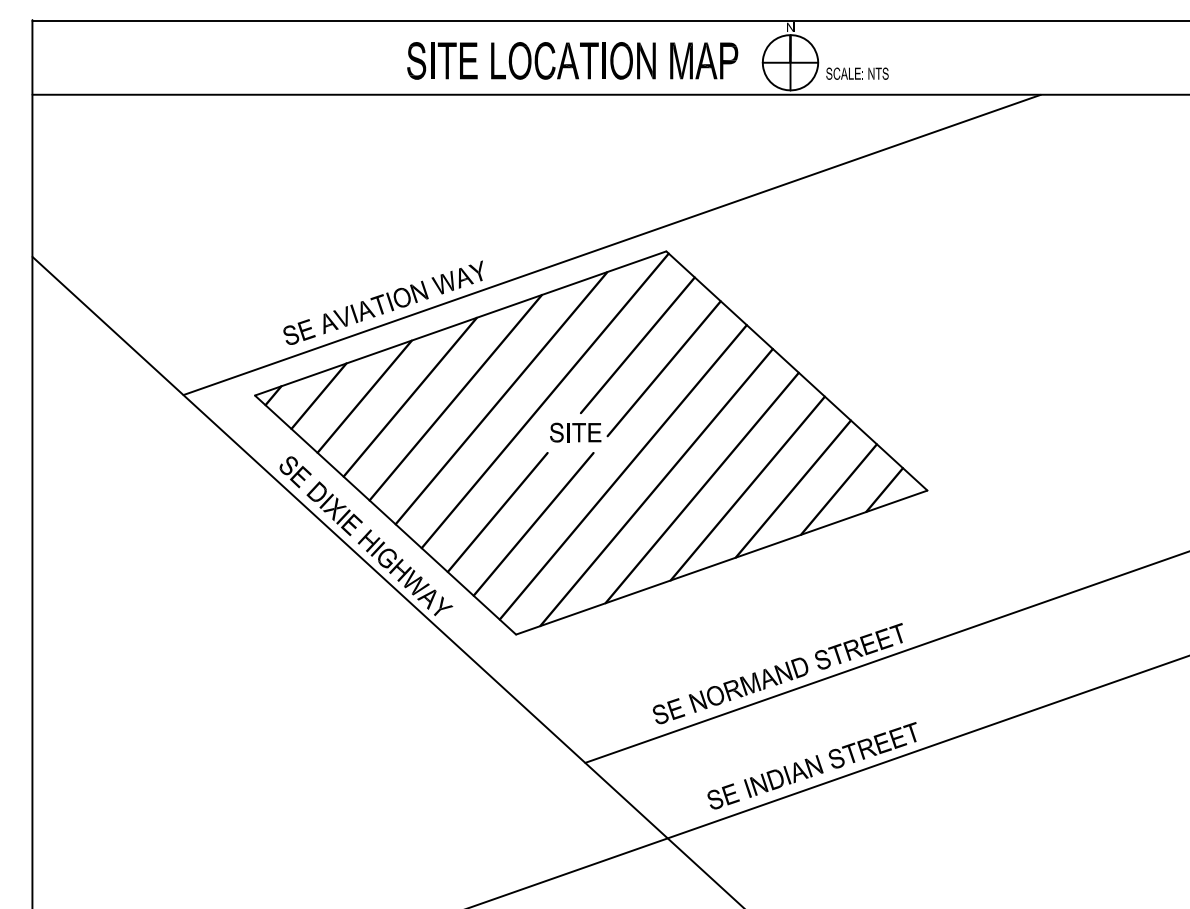 N
SITE LOCATION MAP
SCALE: NTS
SE AVIATION WAY
SITE
SE DIXIE HIGHWAY
SE NORMAND STREET
SE INDIAN STREET